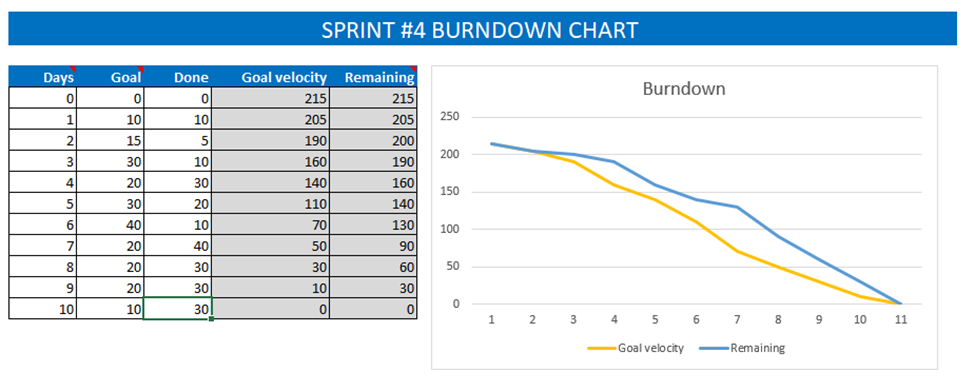 SPRINT #4 BURNDOWN CHART
Days Goal Done Goal velocity Remaining
0 0 0 215 215
1 10 10 205 205
2 15 5 190 200
3 30 10 160 190
4 20 30 140 160
5 30 20 110 140
6 40 10 70 130
7 20 40 50 90
8 20 30 30 60
9 20 30 10 30
10 10 30 0 0
Burndown
250
200
150
100
50
0
1 2 3 4 5 6 7 8 9 10 11
Goal velocity Remaining